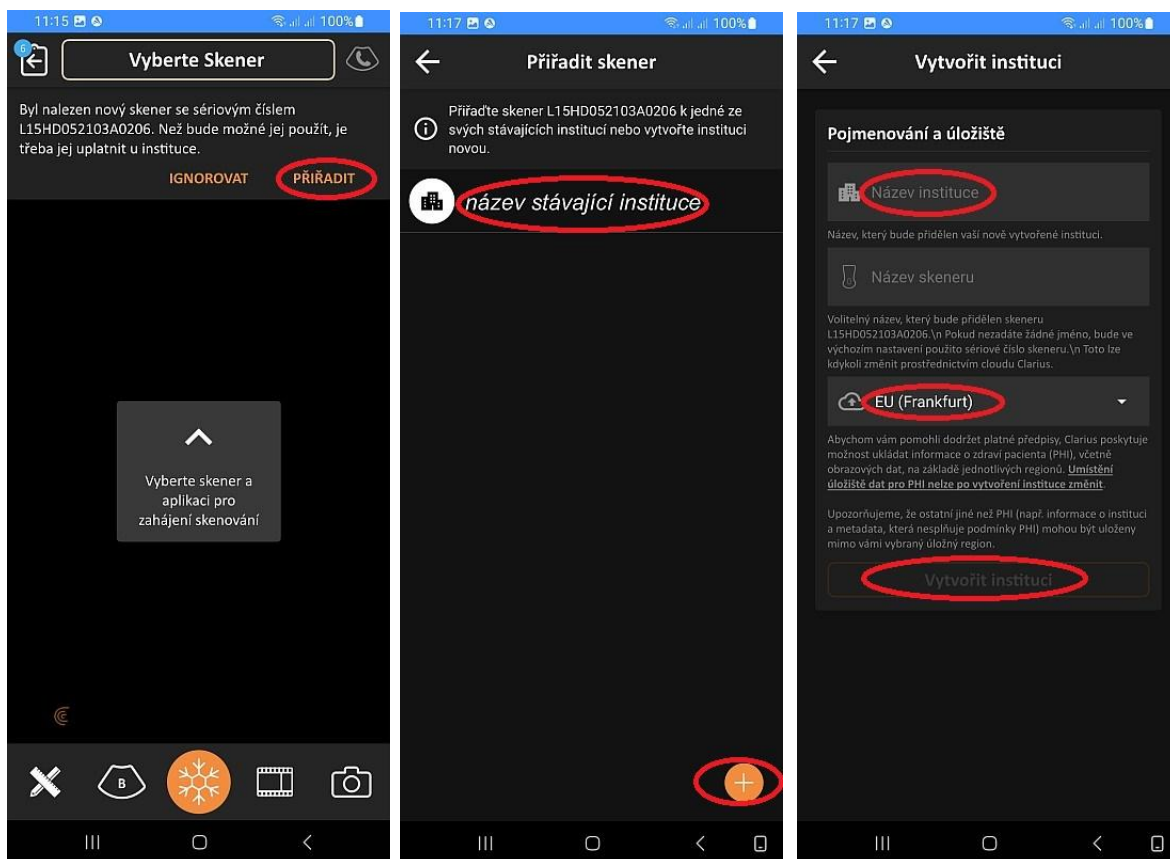 11:15
100%
6
Vyberte Skener
Byl nalezen nový skener se sériovým číslem
L15HD052103A0206. Než bude možné jej použít, je
třeba jej uplatnit u instituce.
IGNOROVAT PŘIŘADIT
Vyberte skener a
aplikaci pro
zahájení skenování
B
11:17
100%
Přiřadit skener
Přiřaďte skener L15HD052103A0206 k jedné ze
svých stávajících institucí nebo vytvořte instituci
novou.
název stávající instituce
11:17
100%
Vytvořit instituci
Pojmenování a úložiště
Název instituce
Název, který bude přidělen vaší nově vytvořené instituci.
Název skeneru
Volitelný název, který bude přidělen skeneru
L15HD052103A0206.\n Pokud nezadáte žádné jméno, bude ve
výchozím nastavení použito sériové číslo skeneru.\n Toto lze
kdykoli změnit prostřednictvím cloudu Clarius.
EU (Frankfurt)
Abychom vám pomohli dodržet platné předpisy, Clarius poskytuje
možnost ukládat informace o zdraví pacienta (PHI), včetně
obrazových dat, na základě jednotlivých regionů. Umístění
úložiště dat pro PHI nelze po vytvoření instituce změnit.
Upozorňujeme, že ostatní jiné než PHI (např. informace o instituci
a metadata, která nesplňuje podmínky PHI) mohou být uloženy
mimo vámi vybraný úložný region.
Vytvořit instituci